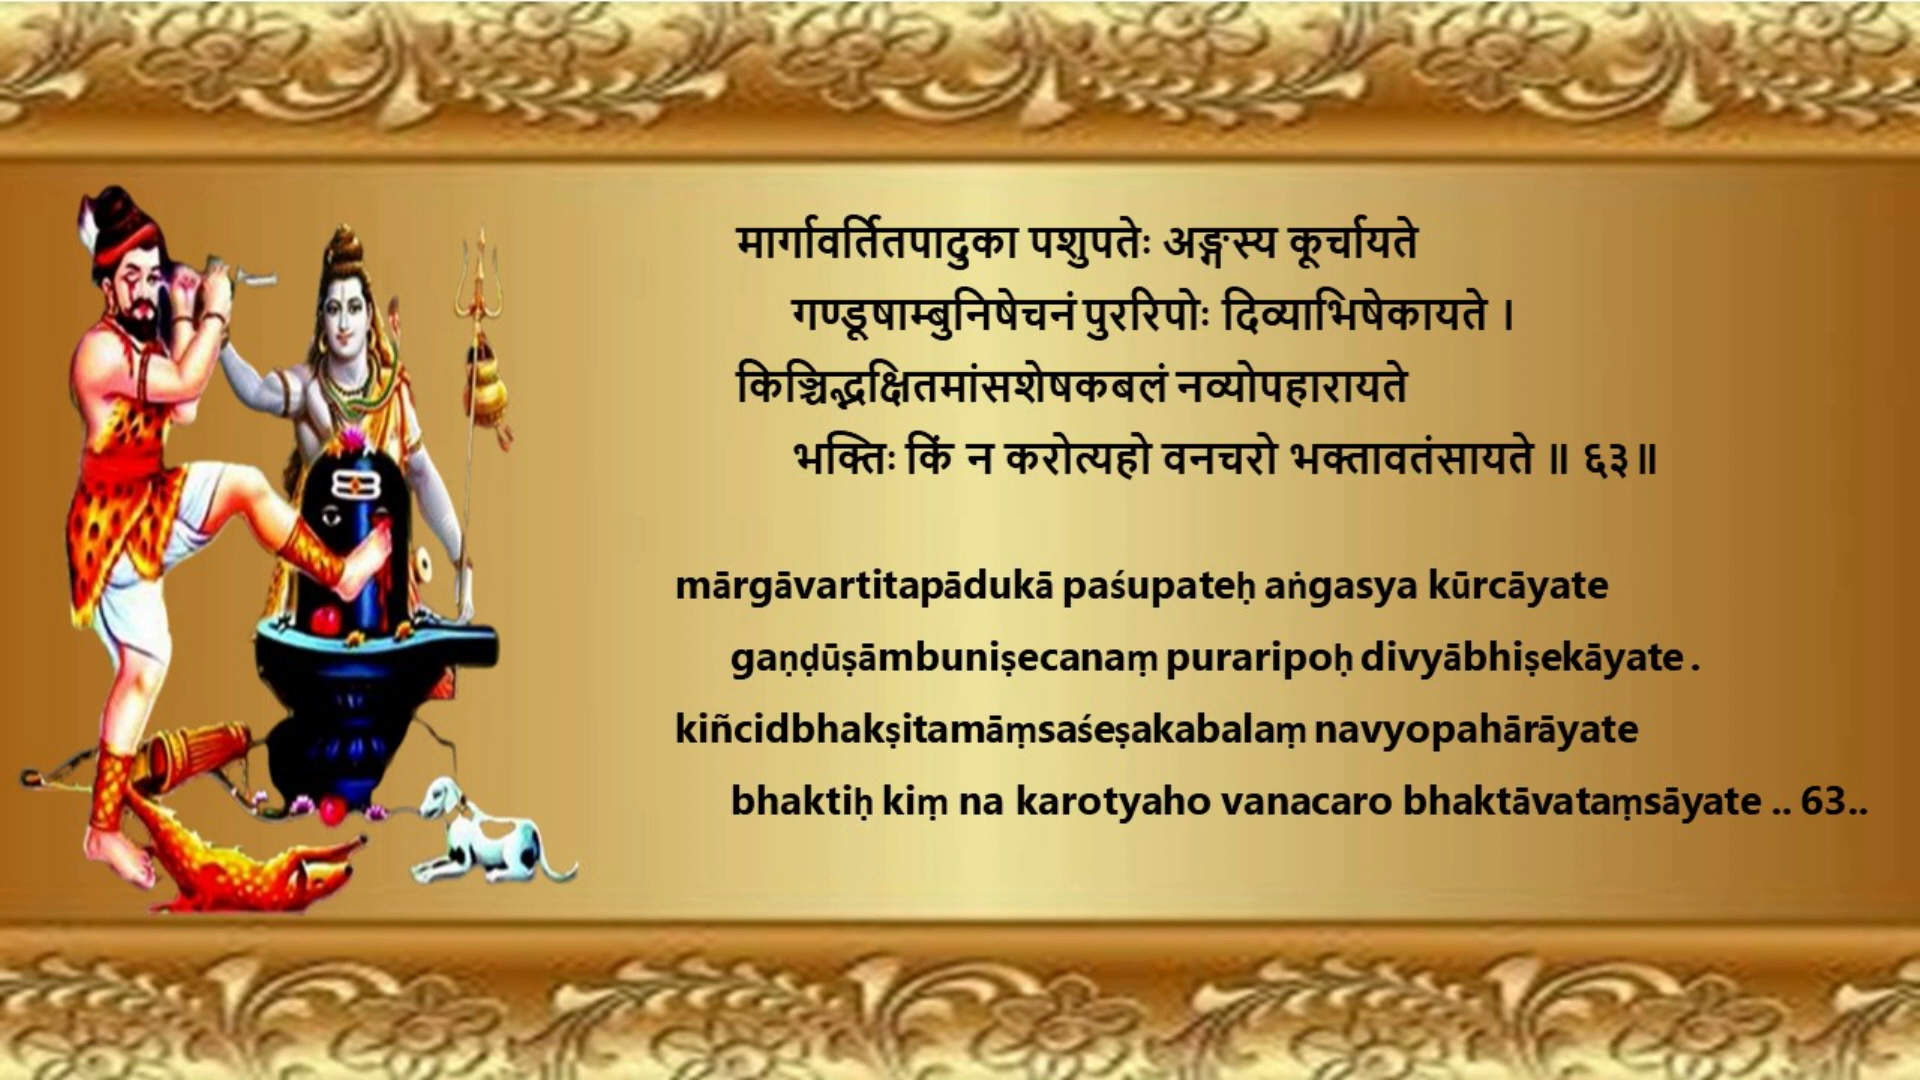 मार्गावर्तितपादुका पशुपतेः अङ्गस्य कूर्चायते
गण्डूषाम्बुनिषेचनं पुररिपोः दिव्याभिषेकायते ।
किञ्चिद्भक्षितमांसशेषकबलं नव्योपहारायते
भक्तिः किं न करोत्यहो वनचरो भक्तावतंसायते ॥ ६३॥
mārgāvartitapādukā paśupateḥ aṅgasya kūrcāyate
gaṇḍūṣāmbuniṣecanaṃ puraripoḥ divyābhiṣekāyate .
kiñcidbhakṣitamāṃsaśeṣakabalaṃ navyopahārāyate
bhaktiḥ kiṃ na karotyaho vanacaro bhaktāvataṃsāyate .. 63..